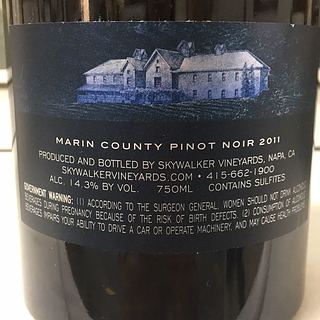 MARIN COUNTY PINOT NOIR 2011
PRODUCED AND BOTTLED BY SKYWALKER VINEYARDS, NAPA, CA
SKYWALKERVINEYARDS.COM • 415-662-1900
ALC. 14.3% BY VOL. 750ML CONTAINS SULFITES
GOVERNMENT WARNING: (1) ACCORDING TO THE SURGEON GENERAL, WOMEN SHOULD NOT DRINK ALCOHOLIC
BEVERAGES DURING PREGNANCY BECAUSE OF THE RISK OF BIRTH DEFECTS. (2) CONSUMPTION OF ALCOHOLIC
BEVERAGES IMPAIRS YOUR ABILITY TO DRIVE A CAR OR OPERATE MACHINERY, AND MAY CAUSE HEALTH